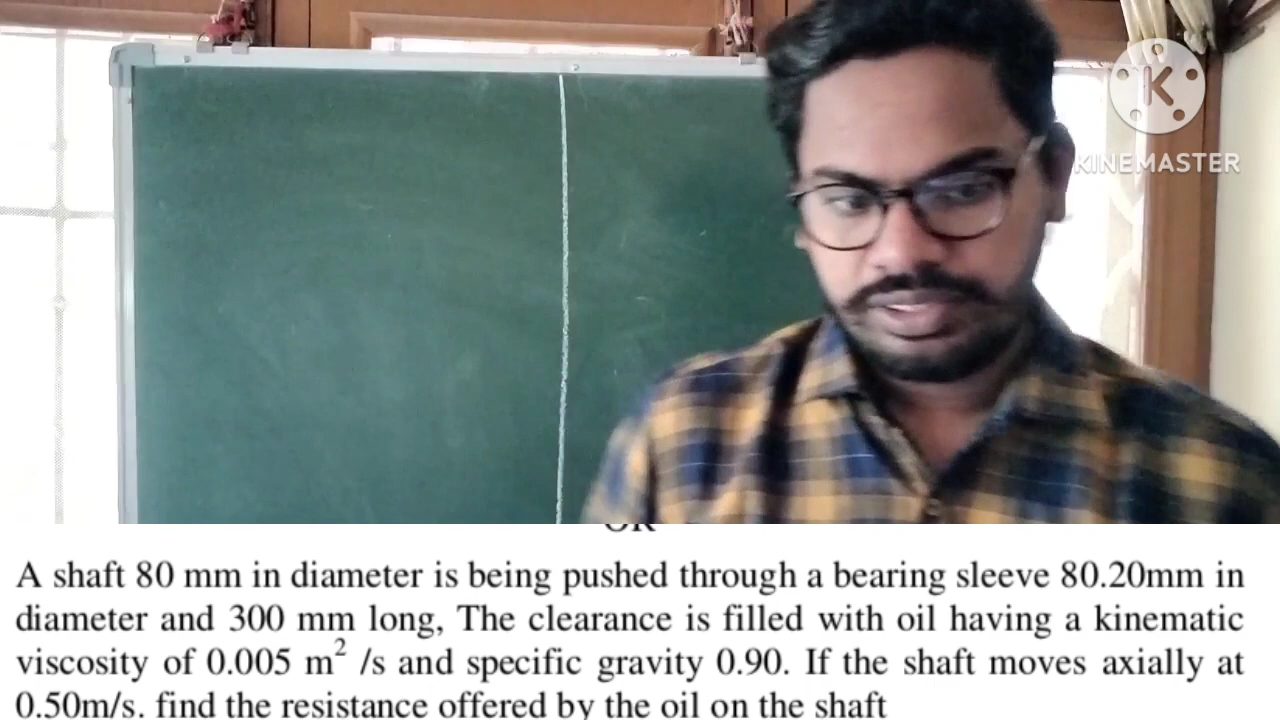 K
KINEMASTER
OR
A shaft 80 mm in diameter is being pushed through a bearing sleeve 80.20mm in
diameter and 300 mm long, The clearance is filled with oil having a kinematic
viscosity of 0.005 m² /s and specific gravity 0.90. If the shaft moves axially at
0.50m/s. find the resistance offered by the oil on the shaft